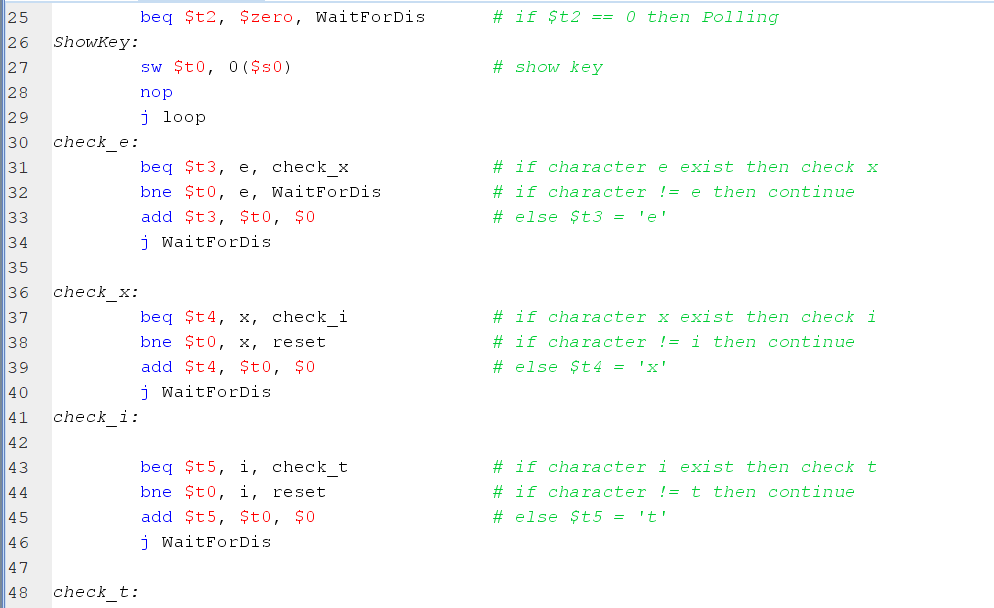 25 beq $t2, $zero, WaitForDis # if $t2 == 0 then Polling
26 ShowKey:
27 sw $t0, 0($s0) # show key
28 nop
29 j loop
30 check_e:
31 beq $t3, e, check_x # if character e exist then check x
32 bne $t0, e, WaitForDis # if character != e then continue
33 add $t3, $t0, $0 # else $t3 = 'e'
34 j WaitForDis
35
36 check_x:
37 beq $t4, x, check_i # if character x exist then check i
38 bne $t0, x, reset # if character != i then continue
39 add $t4, $t0, $0 # else $t4 = 'x'
40 j WaitForDis
41 check_i:
42
43 beq $t5, i, check_t # if character i exist then check t
44 bne $t0, i, reset # if character != t then continue
45 add $t5, $t0, $0 # else $t5 = 't'
46 j WaitForDis
47
48 check_t: